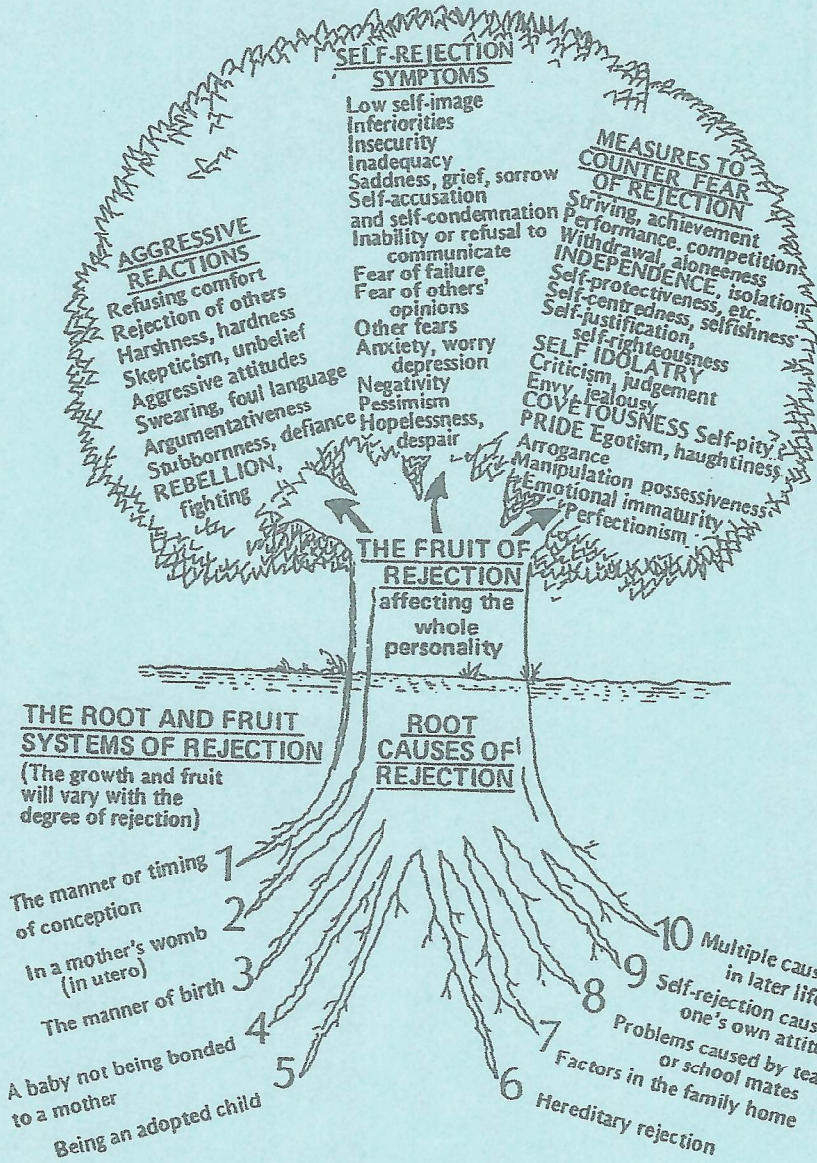 SELF-REJECTION
SYMPTOMS
Low self-image
Inferiorities
Insecurity
Inadequacy
Saddness, grief, sorrow
Self-accusation
and self-condemnation
Inability or refusal to
communicate
Fear of failure
Fear of others'
opinions
Other fears
Anxiety, worry
depression
Negativity
Pessimism
Hopelessness,
despair
AGGRESSIVE
REACTIONS
Refusing comfort
Rejection of others
Harshness, hardness
Skepticism, unbelief
Aggressive attitudes
Swearing, foul language
Argumentativeness
Stubbornness, defiance
REBELLION,
fighting
MEASURES TO
COUNTER FEAR
OF REJECTION
Striving, achievement
Performance. competitions
Withdrawal, aloneeness
INDEPENDENCE, isolation
Self-protectiveness, etc.
Self-centredness, selfishness
Self-justification,
self-righteousness
SELF IDOLATRY
Criticism, judgement
Envy, jealousy
COVETOUSNESS Self-pity
PRIDE Egotism, haughtiness
Arrogance
Manipulation possessiveness
Emotional immaturity
Perfectionism
THE FRUIT OF
REJECTION
affecting the
whole
personality
THE ROOT AND FRUIT
SYSTEMS OF REJECTION
(The growth and fruit
will vary with the
degree of rejection)
ROOT
CAUSES OF
REJECTION
1 The manner or timing
of conception
2 In a mother's womb
(in utero)
3 The manner of birth
4 A baby not being bonded
to a mother
5 Being an adopted child
6 Hereditary rejection
7 Factors in the family home
8 Problems caused by
or school mates
9 Self-rejection
one's own
10 Multiple
in later